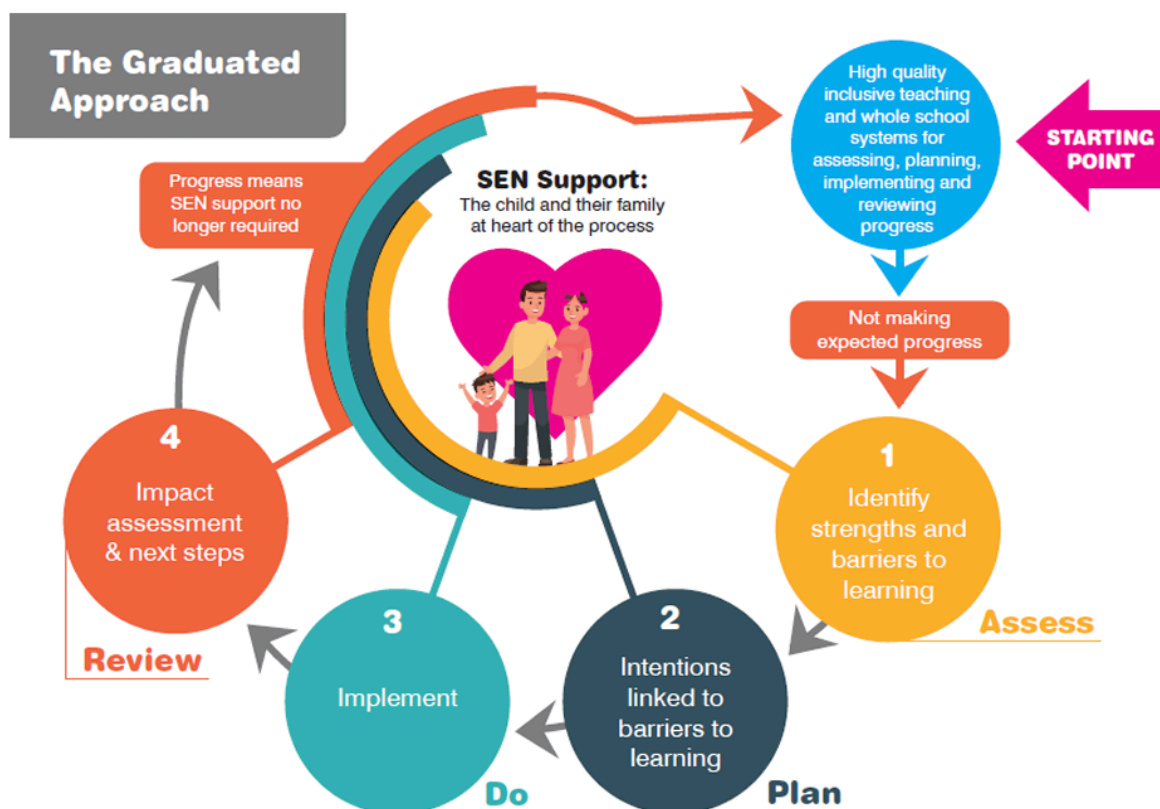 The Graduated
Approach
High quality
inclusive teaching
and whole school
systems for
assessing, planning,
implementing and
reviewing
progress
STARTING
POINT
Progress means
SEN support no
longer required
SEN Support:
The child and their family
at heart of the process
Not making
expected progress
1
Identify
strengths and
barriers to
learning
Assess
2
Intentions
linked to
barriers to
learning
Plan
3
Implement
Do
4
Impact
assessment
& next steps
Review